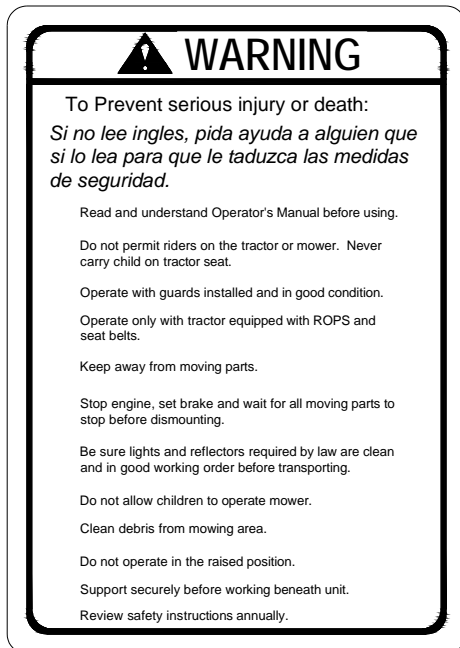 WARNING
To Prevent serious injury or death:
Si no lee ingles, pida ayuda a alguien que
si lo lea para que le taduzca las medidas
de seguridad.
Read and understand Operator's Manual before using.
Do not permit riders on the tractor or mower.  Never
carry child on tractor seat.
Operate with guards installed and in good condition.
Operate only with tractor equipped with ROPS and
seat belts.
Keep away from moving parts.
Stop engine, set brake and wait for all moving parts to
stop before dismounting.
Be sure lights and reflectors required by law are clean
and in good working order before transporting.
Do not allow children to operate mower.
Clean debris from mowing area.
Do not operate in the raised position.
Support securely before working beneath unit.
Review safety instructions annually.